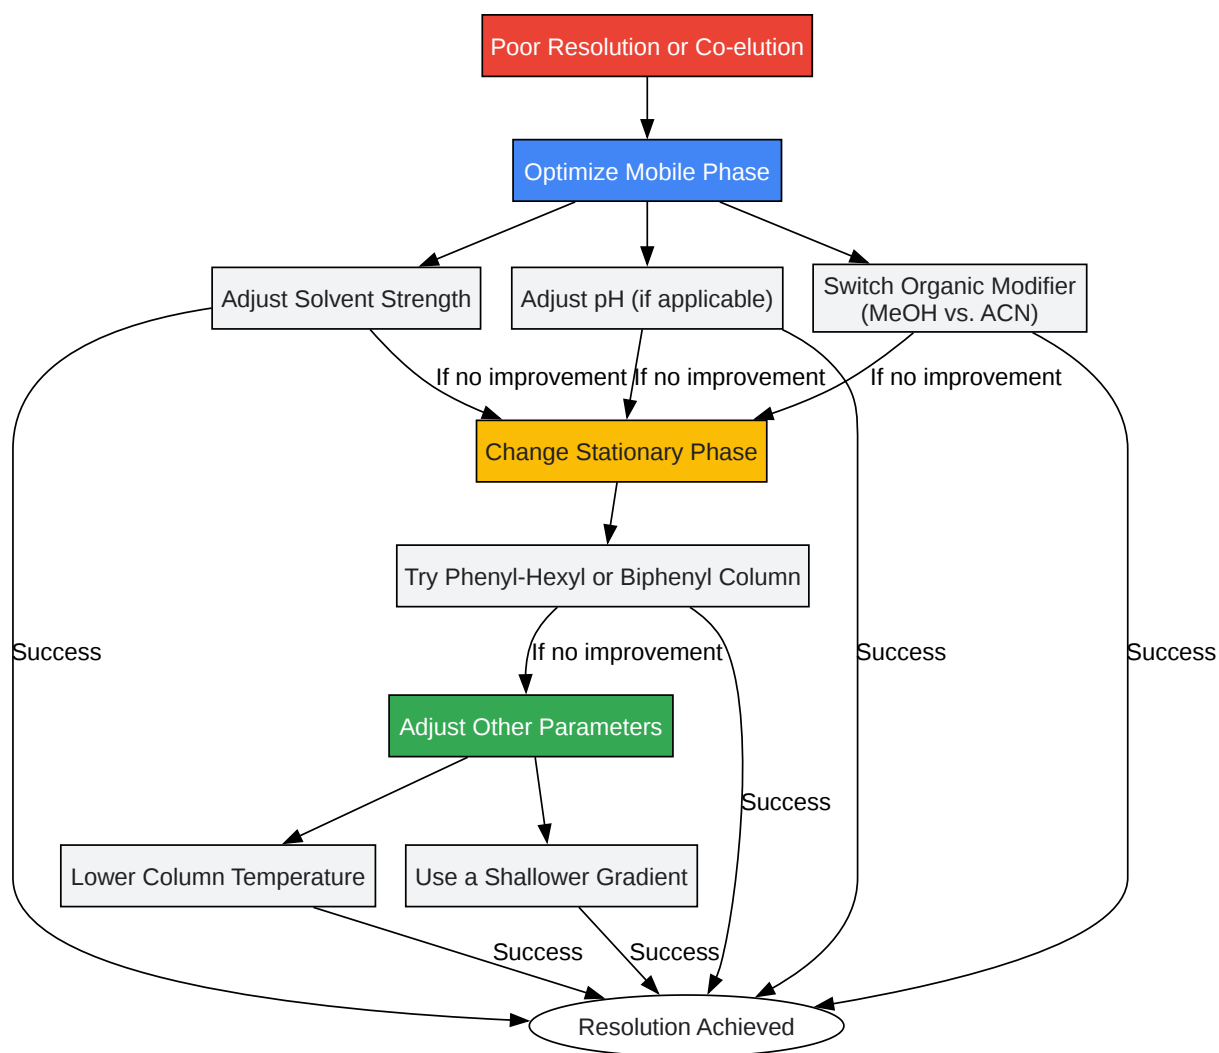 Poor Resolution or Co-elution
Optimize Mobile Phase
Adjust Solvent Strength
Adjust pH (if applicable)
Switch Organic Modifier
(MeOH vs. ACN)
If no improvement
If no improvement
If no improvement
Change Stationary Phase
Try Phenyl-Hexyl or Biphenyl Column
Success
If no improvement
Success
Success
Adjust Other Parameters
Success
Lower Column Temperature
Use a Shallower Gradient
Success
Success
Resolution Achieved